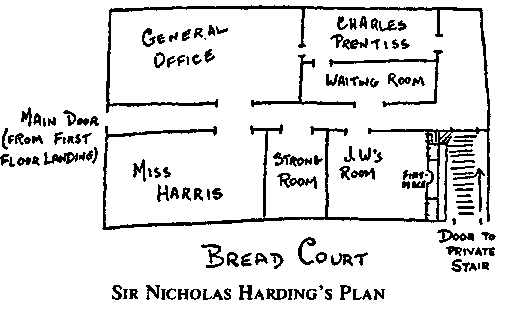 GENERAL
OFFICE
CHARLES
PRENTISS
WAITING ROOM
MAIN DOOR
(FROM FIRST
FLOOR LANDING)
MISS
HARRIS
STRONG
ROOM
J.W'S
ROOM
FIRE-
PLACE
DOOR TO
PRIVATE
STAIR
BREAD COURT
SIR NICHOLAS HARDING'S PLAN